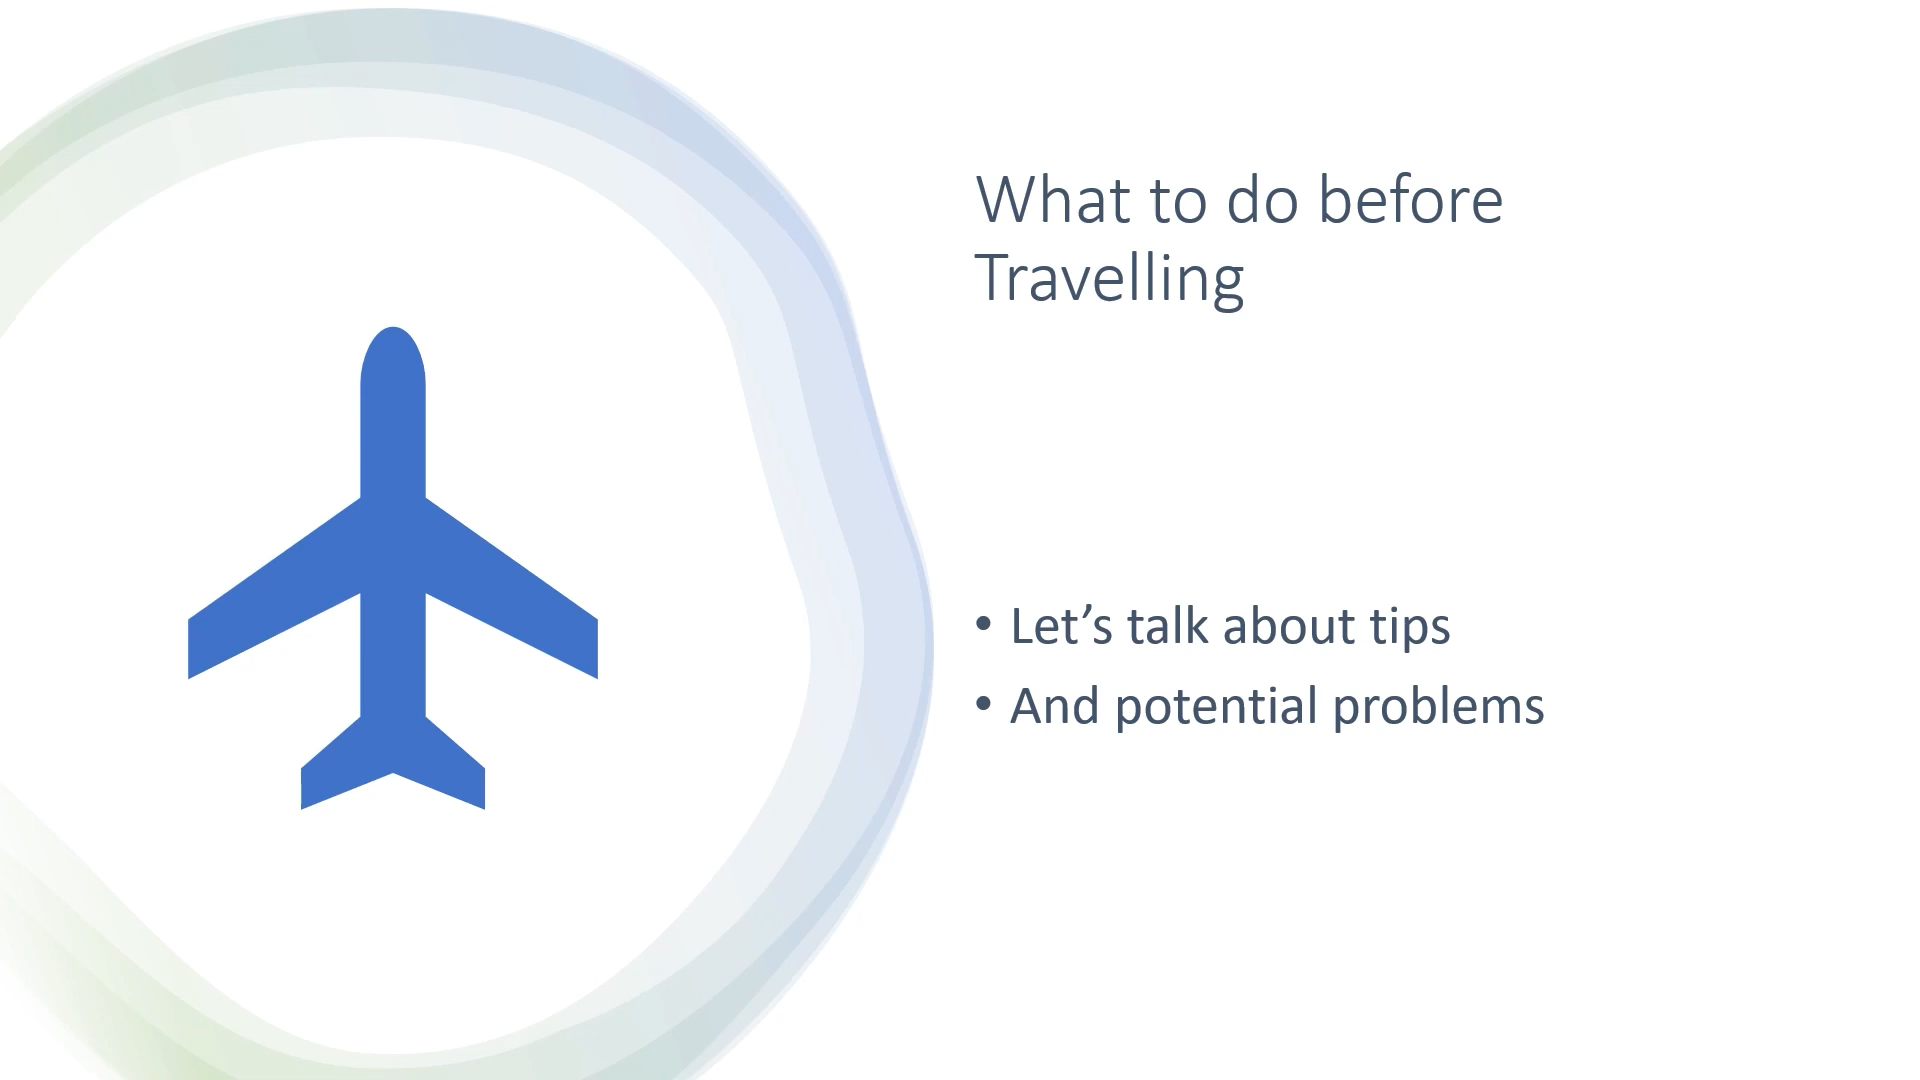 What to do before
Travelling
• Let’s talk about tips
• And potential problems